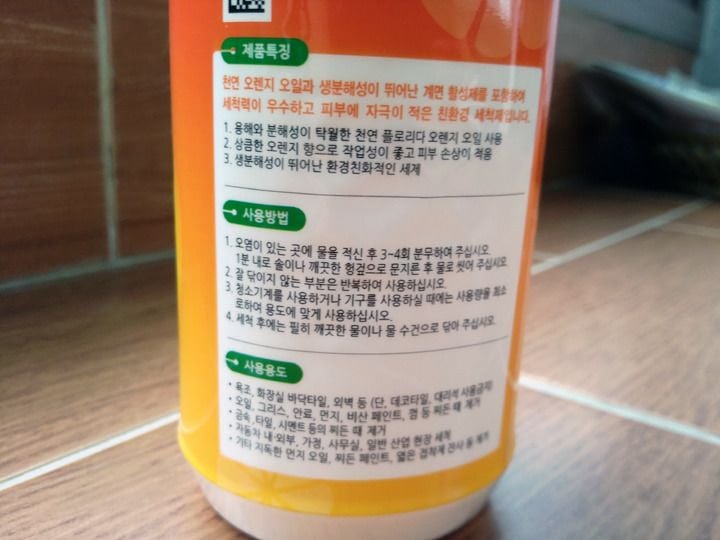 제품특징
천연 오렌지 오일과 생분해성이 뛰어난 계면 활성제를 포함하여
세척력이 우수하고 피부에 자극이 적은 친환경 세척제입니다.
1. 용해와 분해성이 탁월한 천연 플로리다 오렌지 오일 사용
2. 상큼한 오렌지 향으로 작업성이 좋고 피부 손상이 적음
3. 생분해성이 뛰어난 환경친화적인 세제
사용방법
1. 오염이 있는 곳에 물을 적신 후 3~4회 분무하여 주십시오.
1분 내로 솔이나 깨끗한 헝겊으로 문지른 후 물로 씻어 주십시오.
2. 잘 닦이지 않는 부분은 반복하여 사용하십시오.
3. 청소기계를 사용하거나 기구를 사용하실 때에는 사용량을 최소
로하여 용도에 맞게 사용하십시오.
4. 세척 후에는 필히 깨끗한 물이나 물 수건으로 닦아 주십시오.
사용용도
• 욕조, 화장실 바닥타일, 외벽 등 (단, 데코타일, 대리석 사용금지)
• 오일, 그리스, 안료, 먼지, 비산 페인트, 껌 등 찌든 때 제거
• 금속 ,타일, 시멘트 등의 찌든 때 제거
• 자동차 내·외부, 가정, 사무실, 일반 산업 현장 세척
• 기타 지독한 먼지 오일, 찌든 페인트, 엷은 접착제 전사 등 제거